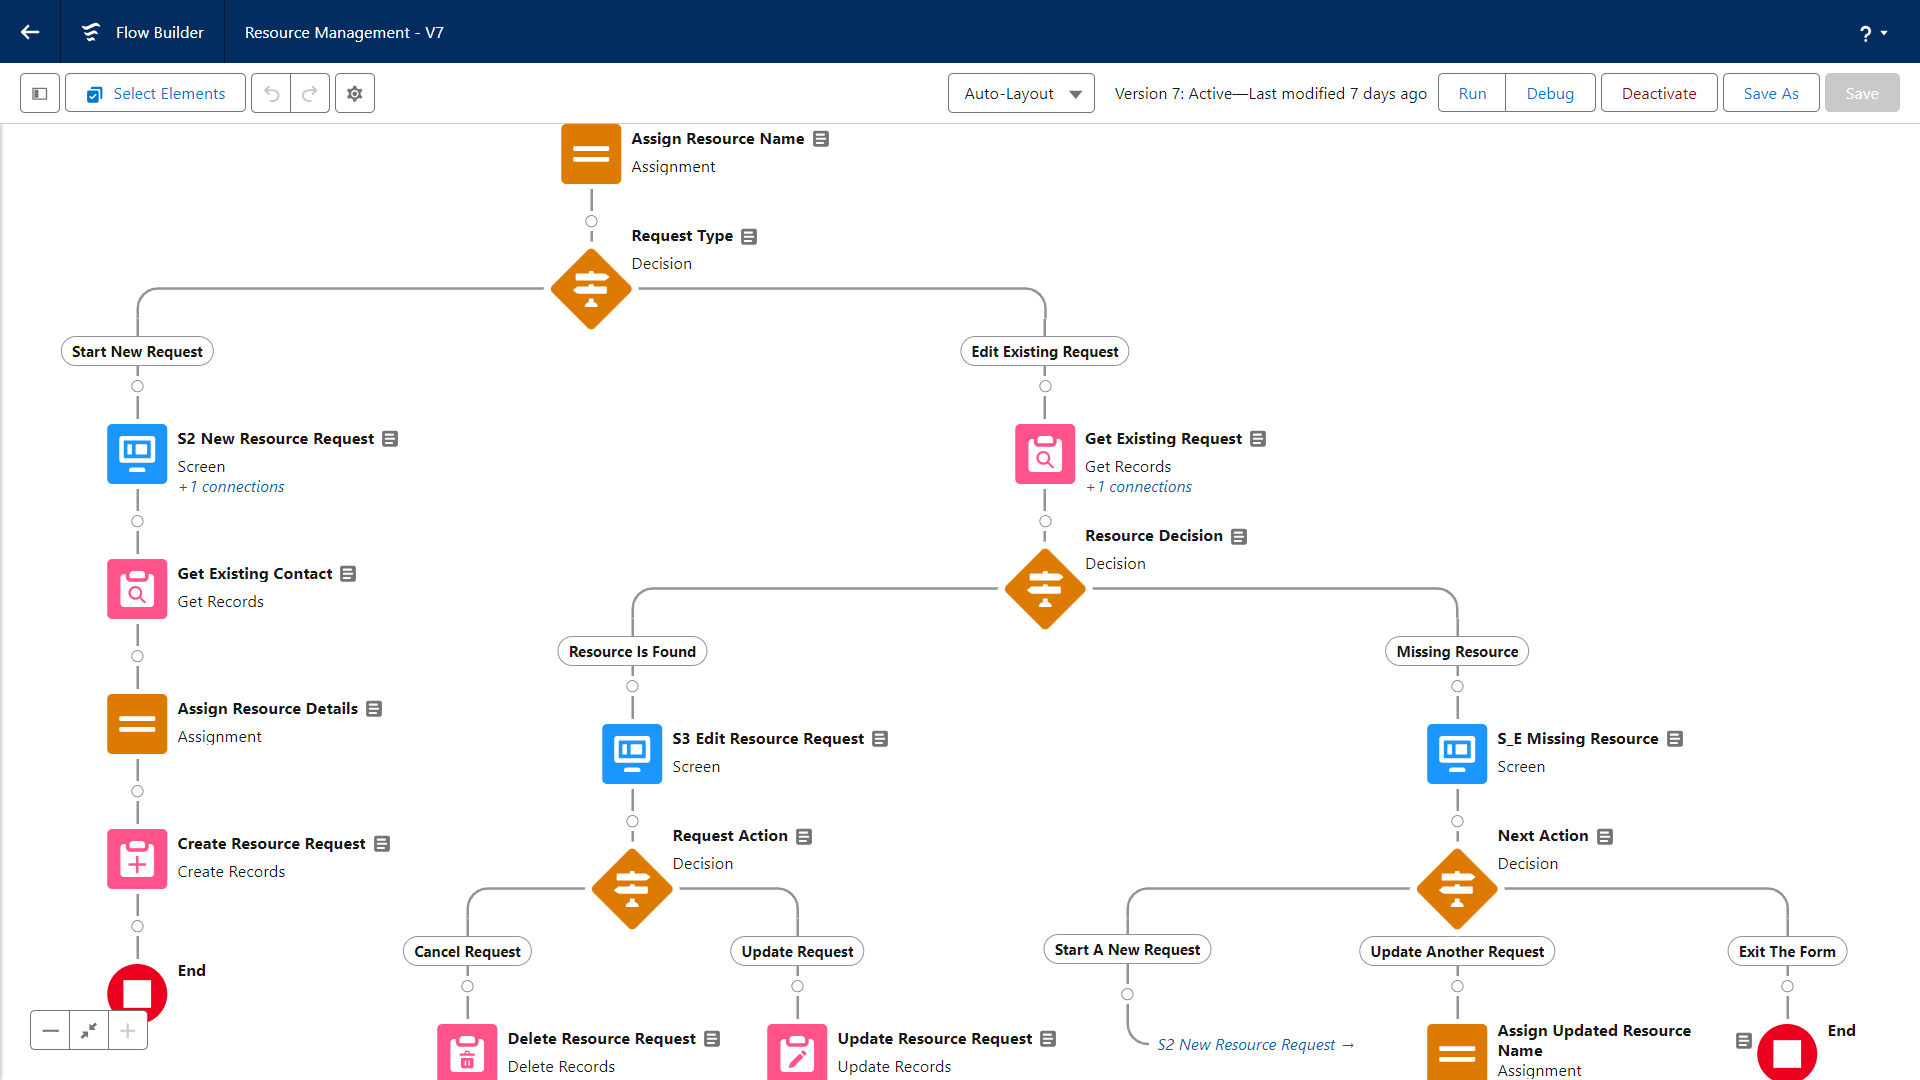 Flow Builder
Resource Management - V7
?
Select Elements
Auto-Layout
Version 7: Active—Last modified 7 days ago
Run
Debug
Deactivate
Save As
Save
Assign Resource Name
Assignment
Request Type
Decision
Start New Request
Edit Existing Request
S2 New Resource Request
Screen
+1 connections
Get Existing Request
Get Records
+1 connections
Resource Decision
Decision
Get Existing Contact
Get Records
Resource Is Found
Missing Resource
Assign Resource Details
Assignment
S3 Edit Resource Request
Screen
S_E Missing Resource
Screen
Request Action
Decision
Next Action
Decision
Create Resource Request
Create Records
Cancel Request
Update Request
Start A New Request
Update Another Request
Exit The Form
End
Delete Resource Request
Delete Records
Update Resource Request
Update Records
S2 New Resource Request →
Assign Updated Resource
Name
Assignment
End